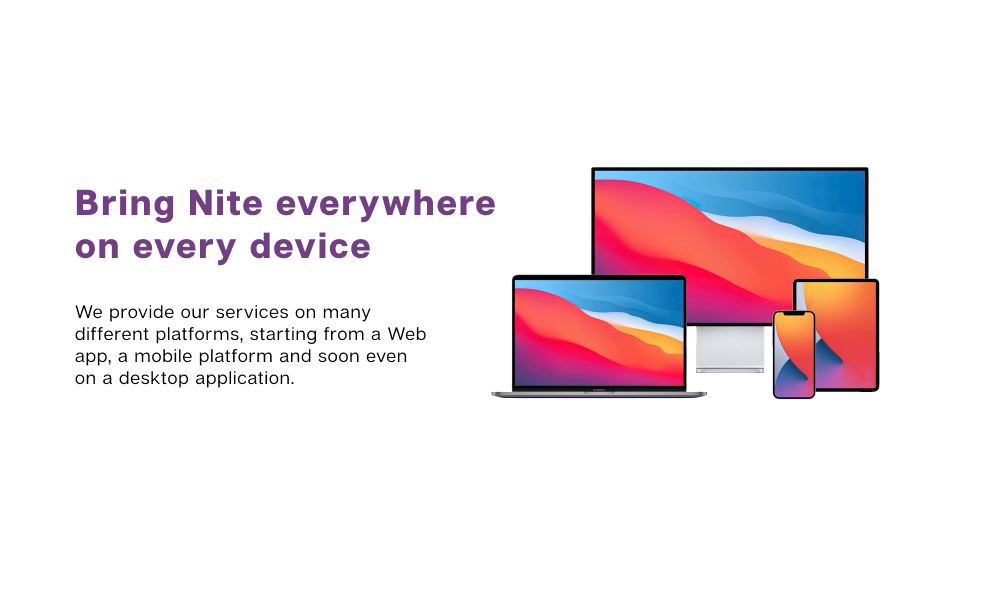 Bring Nite everywhere
on every device
We provide our services on many
different platforms, starting from a Web
app, a mobile platform and soon even
on a desktop application.